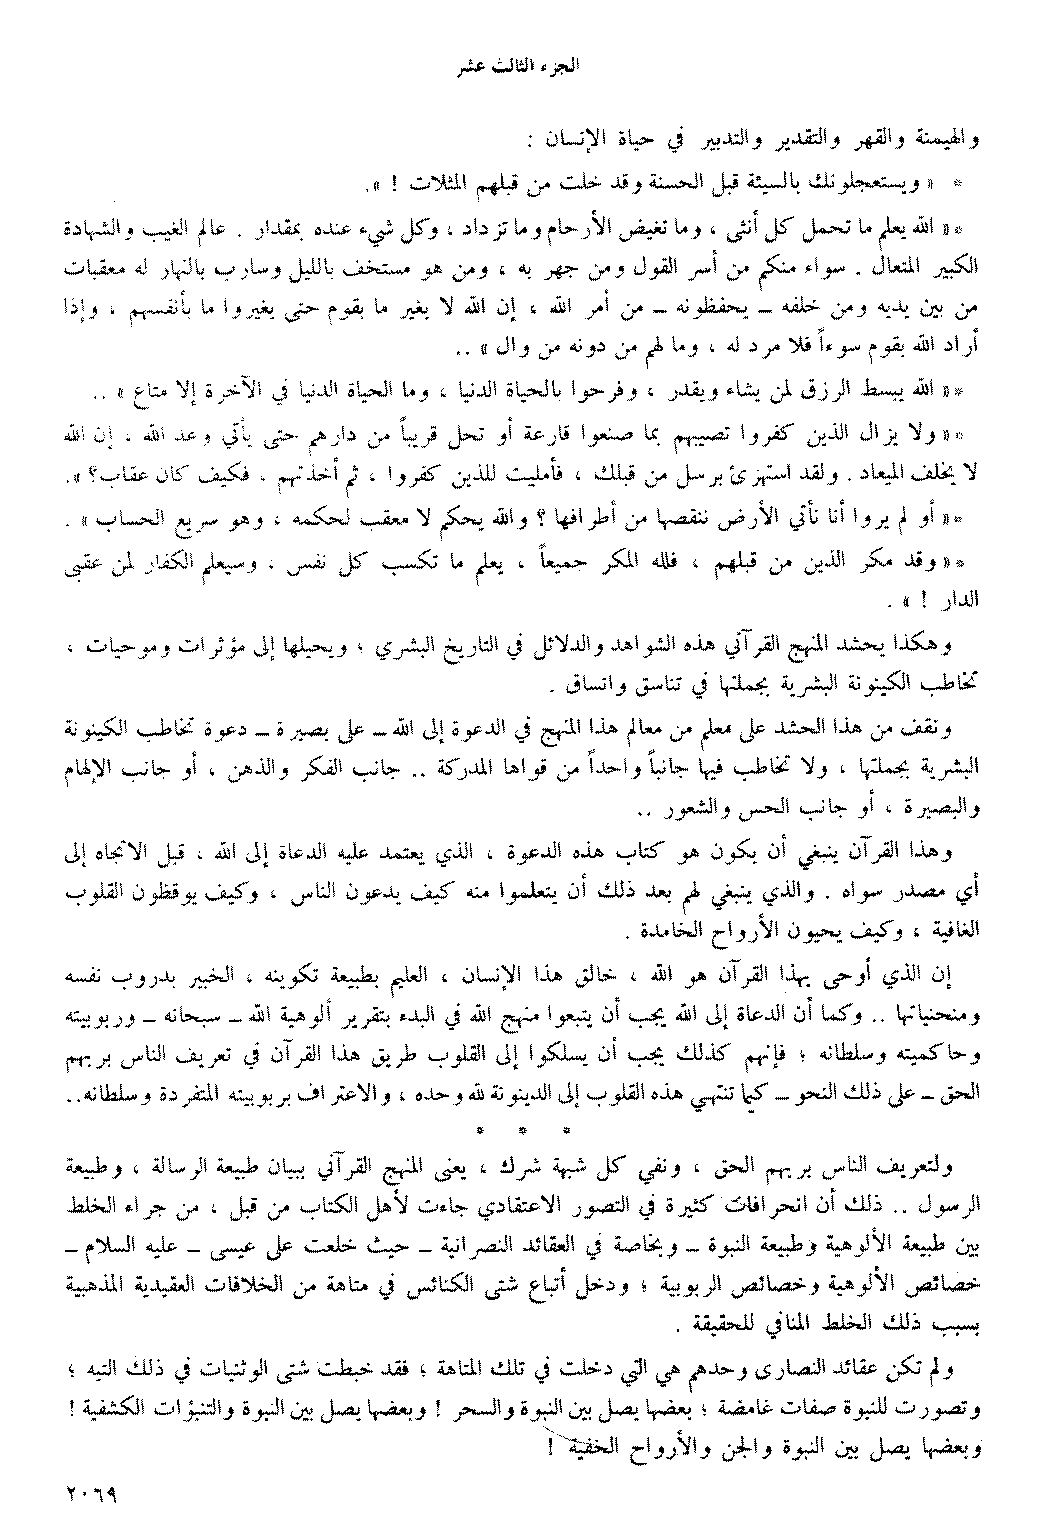 الجزء الثالث عشر
والهيمنة والقهر والتقدير والتدبير في حياة الإنسان :
* « ويستعجلونك بالسيئة قبل الحسنة وقد خلت من قبلهم المثلات ! ».
*« الله يعلم ما تحمل كل أنثى ، وما تغيض الأرحام وما تزداد ، وكل شيء عنده بمقدار . عالم الغيب والشهادة
الكبير المتعال . سواء منكم من أسر القول ومن جهر به ، ومن هو مستخف بالليل وسارب بالنهار له معقبات
من بين يديه ومن خلفه – يحفظونه – من أمر الله ، إن الله لا يغير ما بقوم حتى يغيروا ما بأنفسهم ، وإذا
أراد الله بقوم سوءاً فلا مرد له ، وما لهم من دونه من وال » ..
*« الله يبسط الرزق لمن يشاء ويقدر ، وفرحوا بالحياة الدنيا ، وما الحياة الدنيا في الآخرة إلا متاع » ..
*« ولا يزال الذين كفروا تصيبهم بما صنعوا قارعة أو تحل قريباً من دارهم حتى يأتي وعد الله ، إن الله
لا يخلف الميعاد . ولقد استهزئ برسل من قبلك ، فأمليت للذين كفروا ، ثم أخذتهم ، فكيف كان عقاب؟ ».
*« أو لم يروا أنا نأتي الأرض ننقصها من أطرافها ؟ والله يحكم لا معقب لحكمه ، وهو سريع الحساب » .
*« وقد مكر الذين من قبلهم ، فلله المكر جميعاً ، يعلم ما تكسب كل نفس ، وسيعلم الكفار لمن عقبى
الدار ! » .
وهكذا يحشد المنهج القرآني هذه الشواهد والدلائل في التاريخ البشري ؛ ويحيلها إلى مؤثرات وموحيات ،
تخاطب الكينونة البشرية بجملتها في تناسق واتساق .
ونقف من هذا الحشد على معلم من معالم هذا المنهج في الدعوة إلى الله – على بصيرة – دعوة تخاطب الكينونة
البشرية بجملتها ، ولا تخاطب فيها جانباً واحداً من قواها المدركة .. جانب الفكر والذهن ، أو جانب الإلهام
والبصيرة ، أو جانب الحس والشعور ..
وهذا القرآن ينبغي أن يكون هو كتاب هذه الدعوة ، الذي يعتمد عليه الدعاة إلى الله ، قبل الاتجاه إلى
أي مصدر سواه . والذي ينبغي لهم بعد ذلك أن يتعلموا منه كيف يدعون الناس ، وكيف يوقظون القلوب
الغافية ، وكيف يحيون الأرواح الخامدة .
إن الذي أوحى بهذا القرآن هو الله ، خالق هذا الإنسان ، العليم بطبيعة تكوينه ، الخبير بدروب نفسه
ومنحنياتها .. وكما أن الدعاة إلى الله يجب أن يتبعوا منهج الله في البدء بتقرير ألوهية الله – سبحانه – وربوبيته
وحاكميته وسلطانه ؛ فإنهم كذلك يجب أن يسلكوا إلى القلوب طريق هذا القرآن في تعريف الناس بربهم
الحق – على ذلك النحو – كيما تنتهي هذه القلوب إلى الدينونة لله وحده ، والاعتراف بربوبيته المتفردة وسلطانه..
* * *
ولتعريف الناس بربهم الحق ، ونفي كل شبهة شرك ، يعنى المنهج القرآني ببيان طبيعة الرسالة ، وطبيعة
الرسول .. ذلك أن انحرافات كثيرة في التصور الاعتقادي جاءت لأهل الكتاب من قبل ، من جراء الخلط
بين طبيعة الألوهية وطبيعة النبوة – وبخاصة في العقائد النصرانية – حيث خلعت على عيسى – عليه السلام –
خصائص الألوهية وخصائص الربوبية ؛ ودخل أتباع شتى الكنائس في متاهة من الخلافات العقيدية المذهبية
بسبب ذلك الخلط المنافي للحقيقة .
ولم تكن عقائد النصارى وحدهم هي التي دخلت في تلك المتاهة ؛ فقد خبطت شتى الوثنيات في ذلك التيه ؛
وتصورت للنبوة صفات غامضة ؛ بعضها يصل بين النبوة والسحر ! وبعضها يصل بين النبوة والتنبؤات الكشفية !
وبعضها يصل بين النبوة والجن والأرواح الخفية !
٢٠٦٩